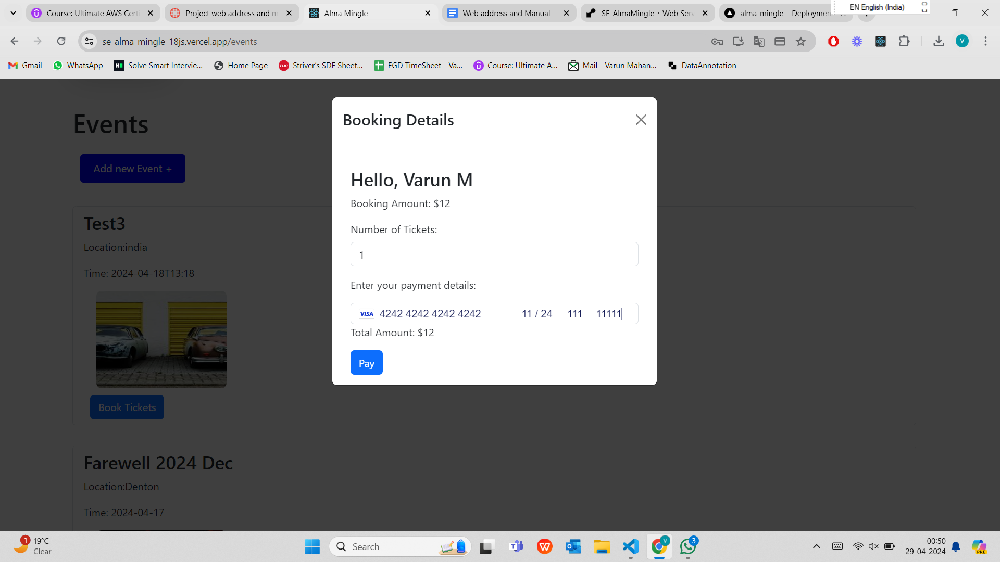 Course: Ultimate AWS Certi
Project web address and m
Alma Mingle
Web address and Manual -
SE-AlmaMingle · Web Serv
alma-mingle – Deploymen
EN English (India)
se-alma-mingle-18js.vercel.app/events
V
Gmail
WhatsApp
Solve Smart Intervie...
Home Page
TUF
Striver's SDE Sheet...
EGD TimeSheet - Va...
Course: Ultimate A...
Mail - Varun Mahan...
DataAnnotation
Events
Add new Event +
Test3
Location:india
Time: 2024-04-18T13:18
Book Tickets
Farewell 2024 Dec
Location:Denton
Time: 2024-04-17
Booking Details
Hello, Varun M
Booking Amount: $12
Number of Tickets:
1
Enter your payment details:
VISA 4242 4242 4242 4242 11 / 24 111 11111
Total Amount: $12
Pay
1
19°C
Clear
Search
V
3
00:50
29-04-2024
PRE